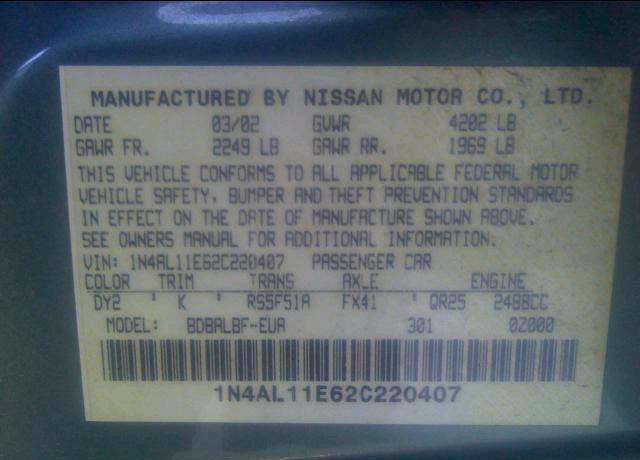 MANUFACTURED BY NISSAN MOTOR CO., LTD.
DATE 03/02 GVWR 4202 LB
GAWR FR. 2249 LB GAWR RR. 1969 LB
THIS VEHICLE CONFORMS TO ALL APPLICABLE FEDERAL MOTOR
VEHICLE SAFETY, BUMPER AND THEFT PREVENTION STANDARDS
IN EFFECT ON THE DATE OF MANUFACTURE SHOWN ABOVE.
SEE OWNERS MANUAL FOR ADDITIONAL INFORMATION.
VIN: 1N4AL11E62C220407 PASSENGER CAR
COLOR TRIM TRANS AXLE ENGINE
DY2 ' K ' RS5F51A FX41 ' QR25 2488CC
MODEL: BDBALBF-EUA 301 02000
1N4AL11E62C220407